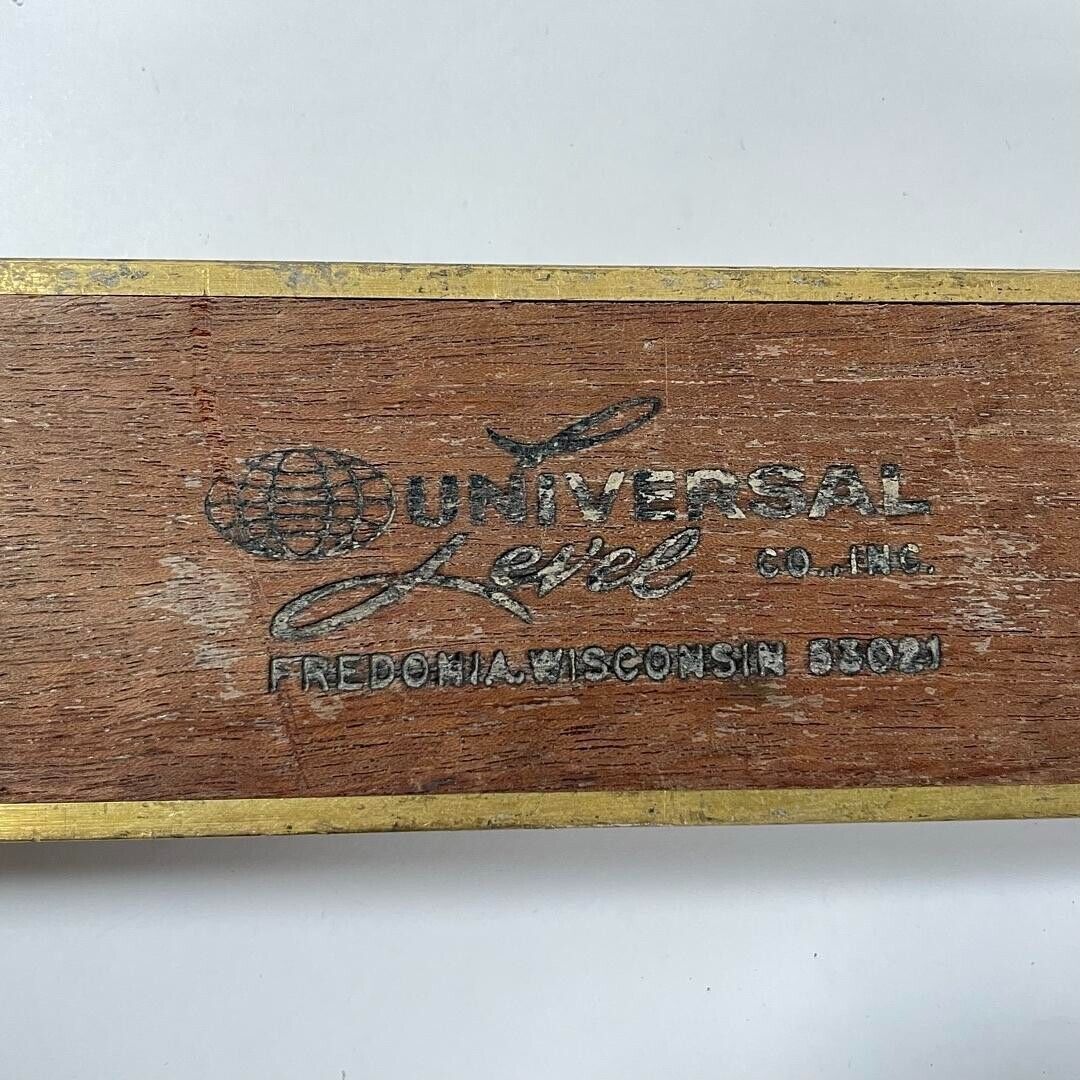 UNIVERSAL
Level CO., INC.
FREDONIA, WISCONSIN 53021